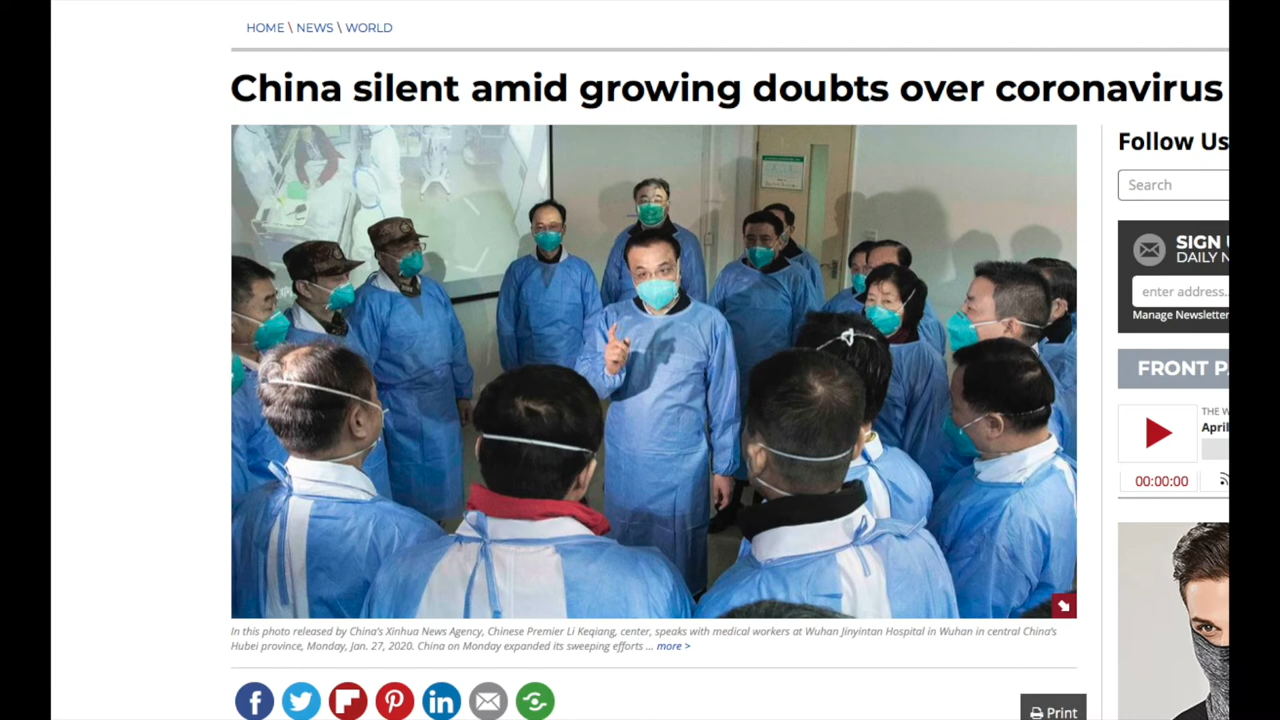 HOME \ NEWS \ WORLD
China silent amid growing doubts over coronavirus
Follow Us
Search
SIGN
DAILY N
enter address..
Manage Newsletter
FRONT P
THE W
April
00:00:00
In this photo released by China's Xinhua News Agency, Chinese Premier Li Keqiang, center, speaks with medical workers at Wuhan Jinyintan Hospital in Wuhan in central China's
Hubei province, Monday, Jan. 27, 2020. China on Monday expanded its sweeping efforts ... more >
Print